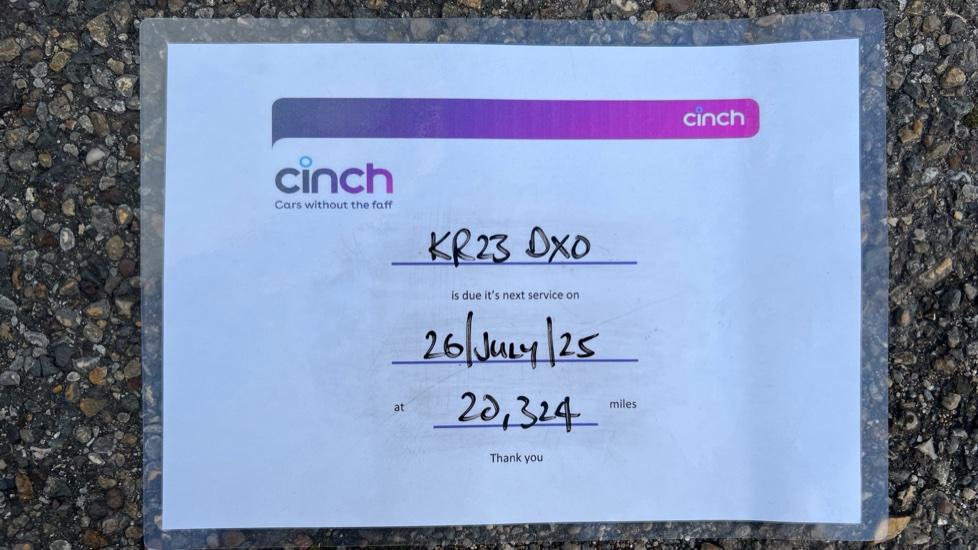 cinch
cinch
Cars without the faff
KR23 DXO
is due it's next service on
26/July/25
at 20,324 miles
Thank you